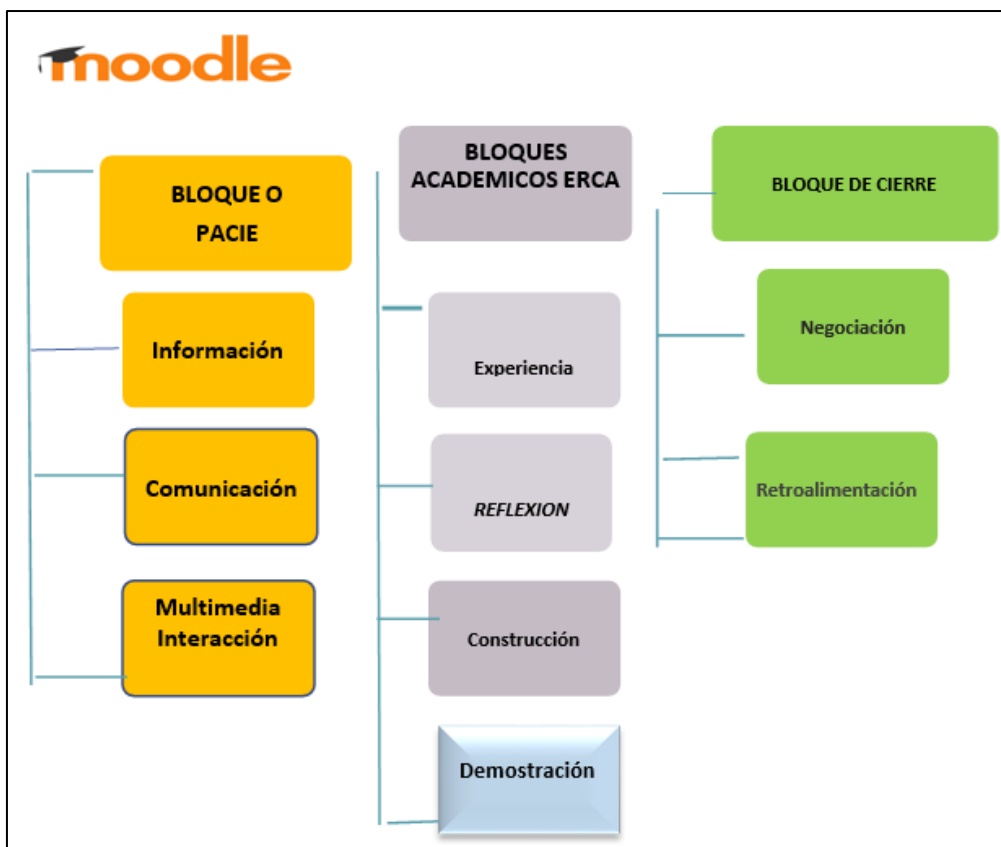 moodle
BLOQUE O
PACIE
Información
Comunicación
Multimedia
Interacción
BLOQUES
ACADEMICOS ERCA
Experiencia
REFLEXION
Construcción
Demostración
BLOQUE DE CIERRE
Negociación
Retroalimentación